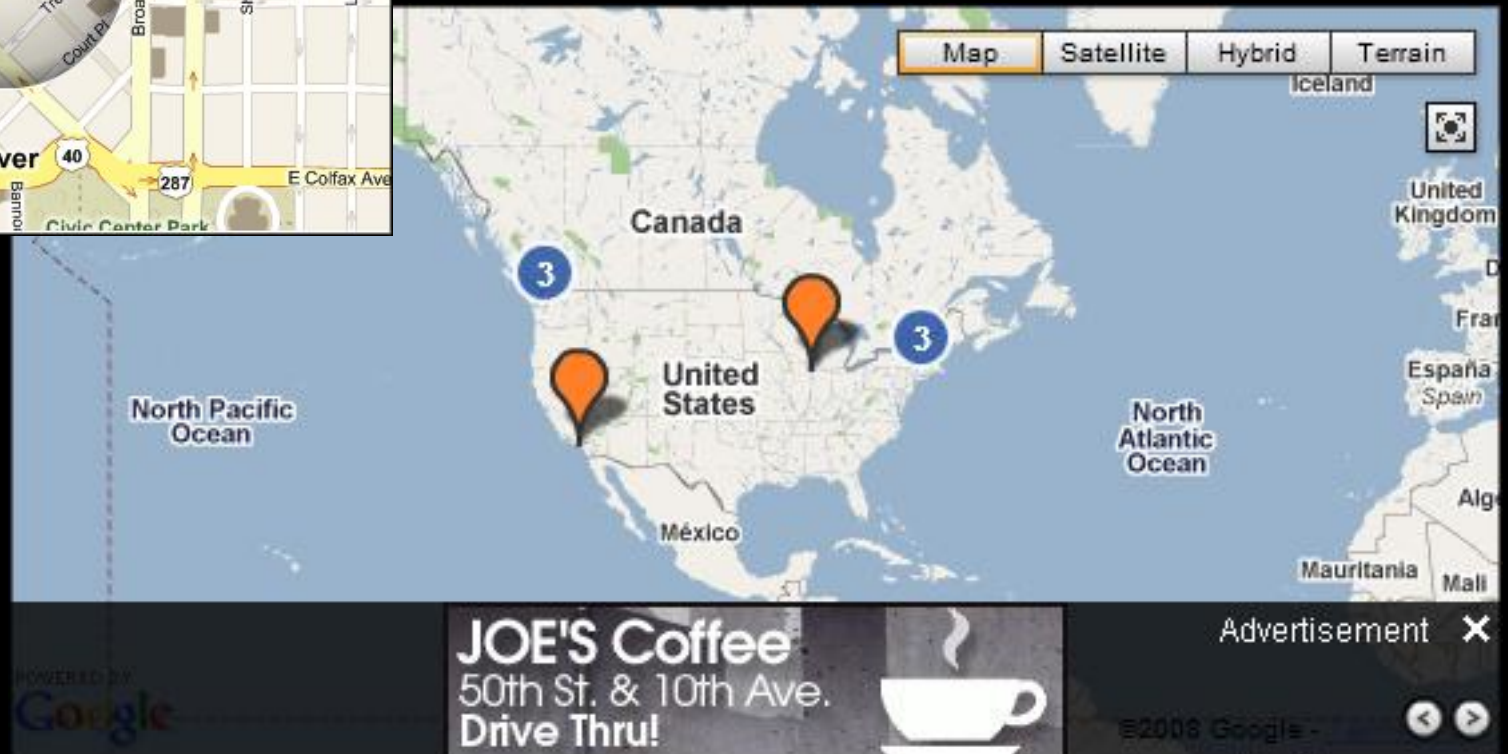 Court Pl
Broa
ver
40
287
E Colfax Ave
Civic Center Park
Map
Satellite
Hybrid
Terrain
Iceland
United
Kingdom
Canada
3
3
United
States
North Pacific
Ocean
North
Atlantic
Ocean
España
Spain
México
Mauritania
Mali
JOE'S Coffee
50th St. & 10th Ave.
Drive Thru!
Advertisement
POWERED BY
Google
©2008 Google -